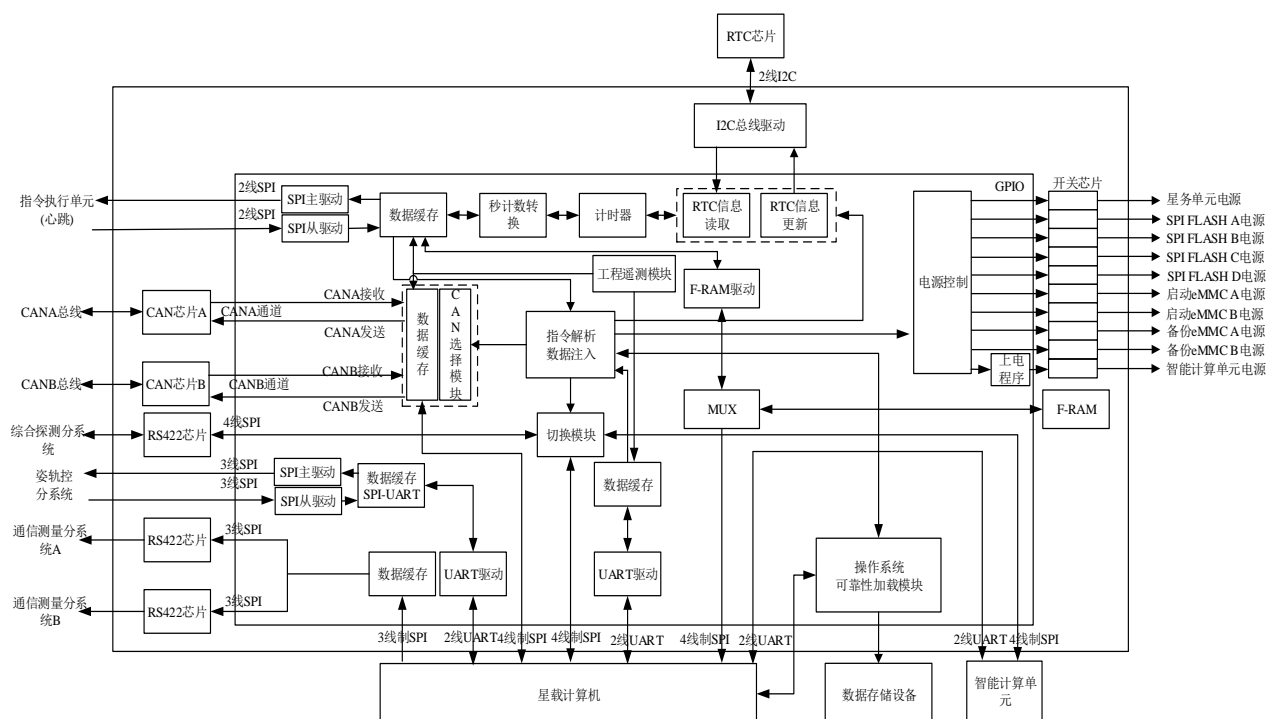 RTC芯片
2线I2C
I2C总线驱动
GPIO
开关芯片
2线SPI
SPI主驱动
指令执行单元
(心跳)
2线SPI
SPI从驱动
数据缓存
秒计数转
换
计时器
RTC信息
读取
RTC信息
更新
星务单元电源
SPI FLASH A电源
SPI FLASH B电源
SPI FLASH C电源
SPI FLASH D电源
启动eMMC A电源
启动eMMC B电源
备份eMMC A电源
备份eMMC B电源
智能计算单元电源
电源控制
上电
程序
工程遥测模块
F-RAM驱动
CANA总线
CAN芯片A
CANA接收
CANA通道
CANA发送
数据缓存
CAN选择模块
指令解析
数据注入
CANB总线
CAN芯片B
CANB接收
CANB通道
CANB发送
MUX
F-RAM
综合探测分系
统
RS422芯片
4线SPI
切换模块
姿轨控
分系统
3线SPI
SPI主驱动
3线SPI
SPI从驱动
数据缓存
SPI-UART
数据缓存
通信测量分系
统A
RS422芯片
3线SPI
数据缓存
UART驱动
UART驱动
操作系统
可靠性加载模块
通信测量分系
统B
RS422芯片
3线SPI
3线制SPI
2线UART
4线制SPI
4线制SPI
2线UART
4线制SPI
2线UART
2线UART
4线制SPI
星载计算机
数据存储设备
智能计算单
元